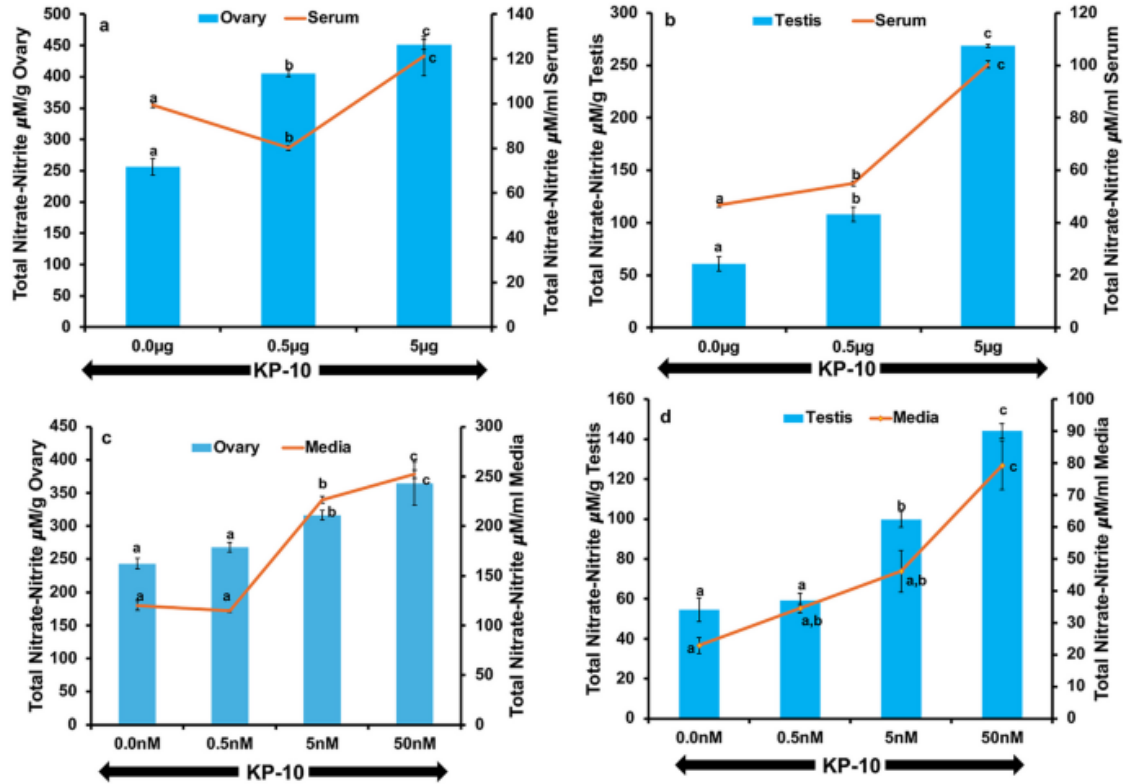 a
Ovary Serum
Total Nitrate-Nitrite µM/g Ovary
500
450
400
350
300
250
200
150
100
50
0
a
a
b
b
c
c
140
120
100
80
60
40
20
0
Total Nitrate-Nitrite µM/ml Serum
0.0µg 0.5µg 5µg
KP-10
b
Testis Serum
Total Nitrate-Nitrite µM/g Testis
300
250
200
150
100
50
0
a
a
b
b
c
c
120
100
80
60
40
20
0
Total Nitrate-Nitrite µM/ml Serum
0.0µg 0.5µg 5µg
KP-10
c
Ovary Media
Total Nitrate-Nitrite µM/g Ovary
450
400
350
300
250
200
150
100
50
0
a
a
a
a
b
b
c
c
300
250
200
150
100
50
0
Total Nitrate-Nitrite µM/ml Media
0.0nM 0.5nM 5nM 50nM
KP-10
d
Testis Media
Total Nitrate-Nitrite µM/g Testis
160
140
120
100
80
60
40
20
0
a
a
a
a,b
b
a,b
c
c
100
90
80
70
60
50
40
30
20
10
0
Total Nitrate-Nitrite µM/ml Media
0.0nM 0.5nM 5nM 50nM
KP-10